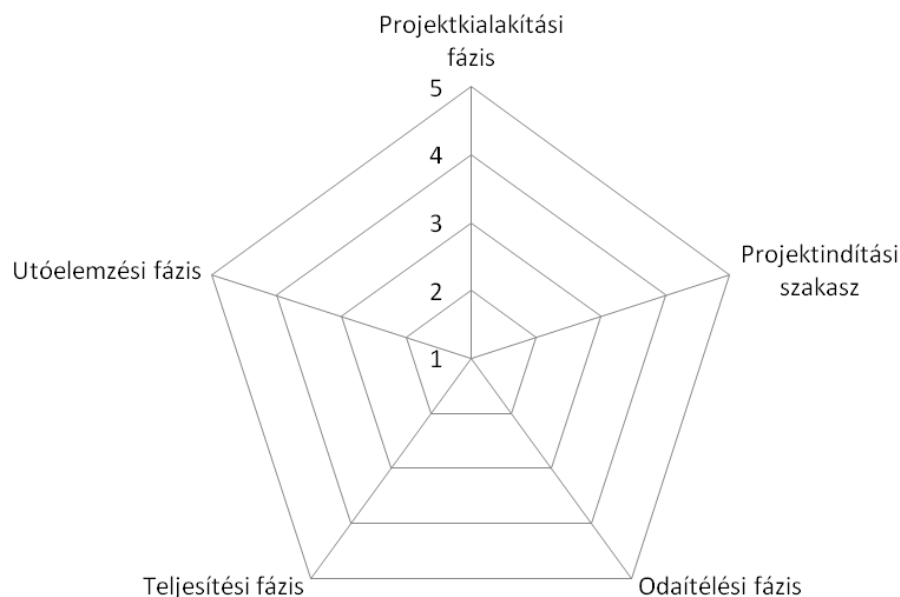 Projektkialakítási
fázis
5
4
3
2
1
Projektindítási
szakasz
Utóelemzési fázis
Teljesítési fázis
Odaítélési fázis